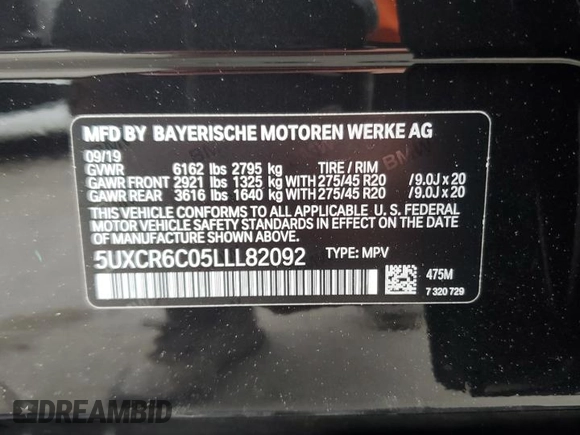 MFD BY BAYERISCHE MOTOREN WERKE AG
09/19
GVWR 6162 lbs 2795 kg TIRE / RIM
GAWR FRONT 2921 lbs 1325 kg WITH 275/45 R20 /9.0J x 20
GAWR REAR 3616 lbs 1640 kg WITH 275/45 R20 /9.0J x 20
THIS VEHICLE CONFORMS TO ALL APPLICABLE U. S. FEDERAL
MOTOR VEHICLE SAFETY STANDARDS IN EFFECT ON THE DATE
OF MANUFACTURE SHOWN ABOVE.
5UXCR6C05LLL82092 TYPE: MPV
475M
7 320 729
DREAMBID